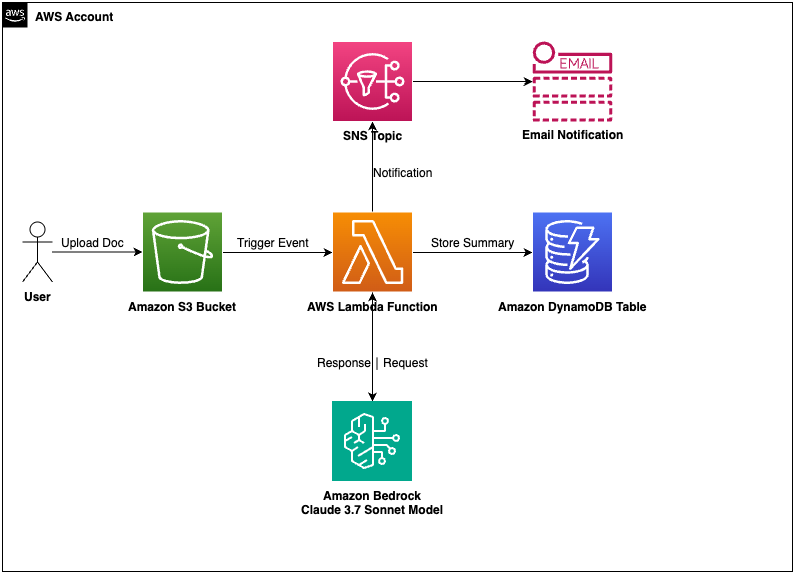 aws
AWS Account
EMAIL
SNS Topic
Email Notification
Notification
Upload Doc
Trigger Event
Store Summary
User
Amazon S3 Bucket
AWS Lambda Function
Amazon DynamoDB Table
Response | Request
Amazon Bedrock
Claude 3.7 Sonnet Model